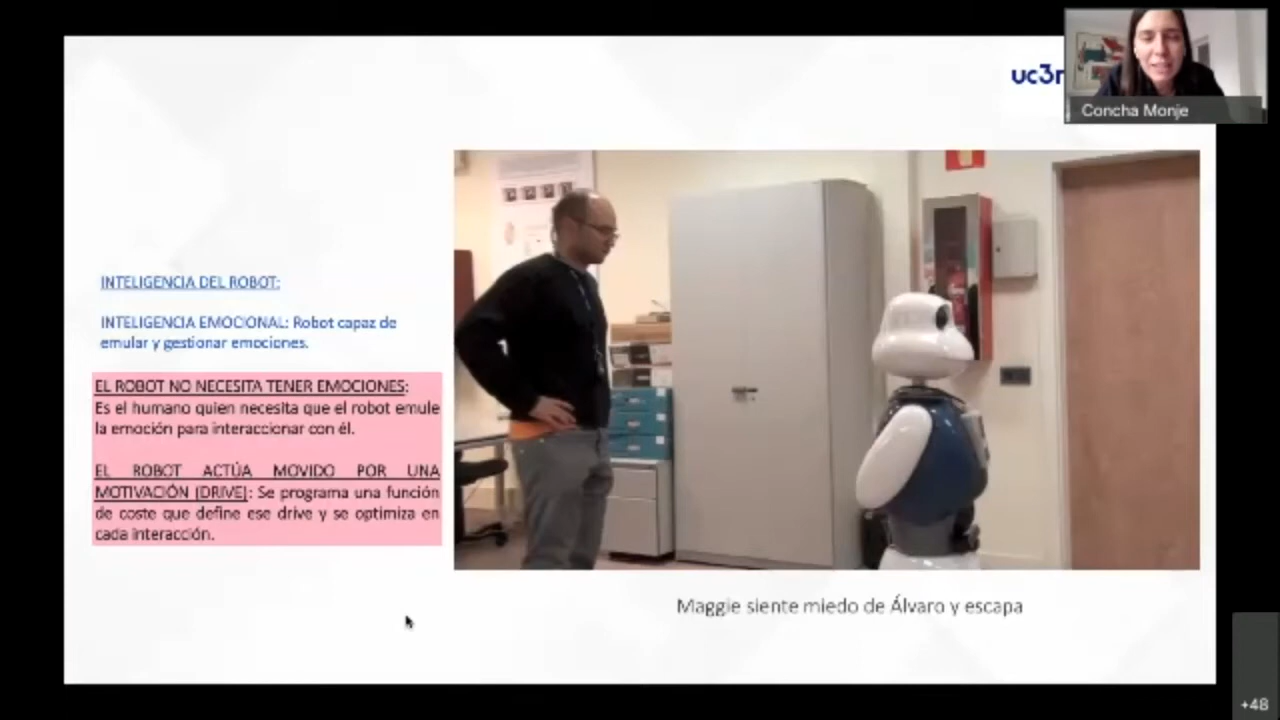 uc3m
Concha Monje
INTELIGENCIA DEL ROBOT:
INTELIGENCIA EMOCIONAL: Robot capaz de
emular y gestionar emociones.
EL ROBOT NO NECESITA TENER EMOCIONES:
Es el humano quien necesita que el robot emule
la emoción para interaccionar con él.
EL ROBOT ACTÚA MOVIDO POR UNA
MOTIVACIÓN (DRIVE): Se programa una función
de coste que define ese drive y se optimiza en
cada interacción.
Maggie siente miedo de Álvaro y escapa
+48